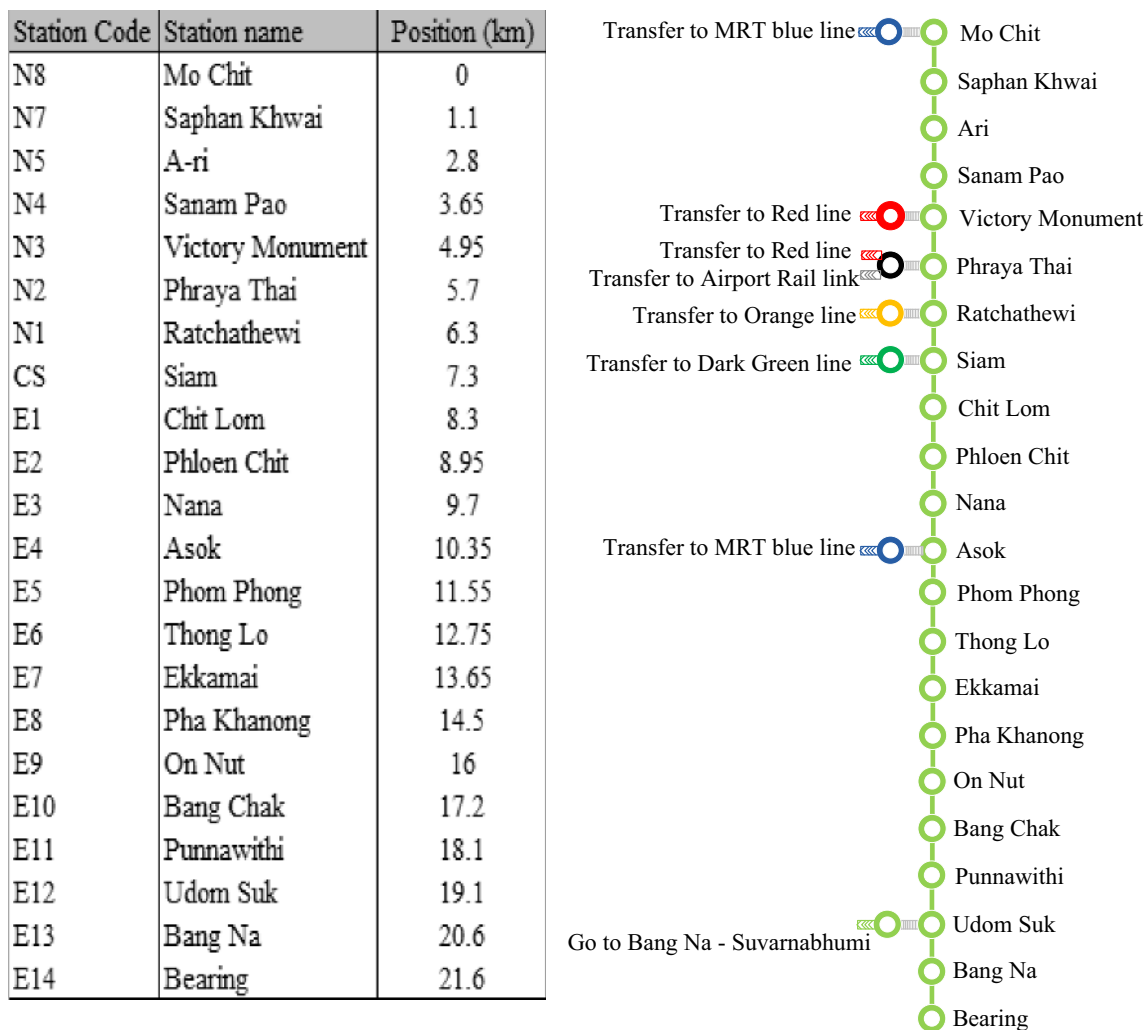 Station Code Station name Position (km)
N8 Mo Chit 0
N7 Saphan Khwai 1.1
N5 A-ri 2.8
N4 Sanam Pao 3.65
N3 Victory Monument 4.95
N2 Phraya Thai 5.7
N1 Ratchathewi 6.3
CS Siam 7.3
E1 Chit Lom 8.3
E2 Phloen Chit 8.95
E3 Nana 9.7
E4 Asok 10.35
E5 Phom Phong 11.55
E6 Thong Lo 12.75
E7 Ekkamai 13.65
E8 Pha Khanong 14.5
E9 On Nut 16
E10 Bang Chak 17.2
E11 Punnawithi 18.1
E12 Udom Suk 19.1
E13 Bang Na 20.6
E14 Bearing 21.6
Transfer to MRT blue line Mo Chit
Saphan Khwai
Ari
Sanam Pao
Transfer to Red line Victory Monument
Transfer to Red line
Phraya Thai
Transfer to Airport Rail link
Transfer to Orange line Ratchathewi
Transfer to Dark Green line Siam
Chit Lom
Phloen Chit
Nana
Transfer to MRT blue line Asok
Phom Phong
Thong Lo
Ekkamai
Pha Khanong
On Nut
Bang Chak
Punnawithi
Udom Suk
Go to Bang Na - Suvarnabhumi
Bang Na
Bearing